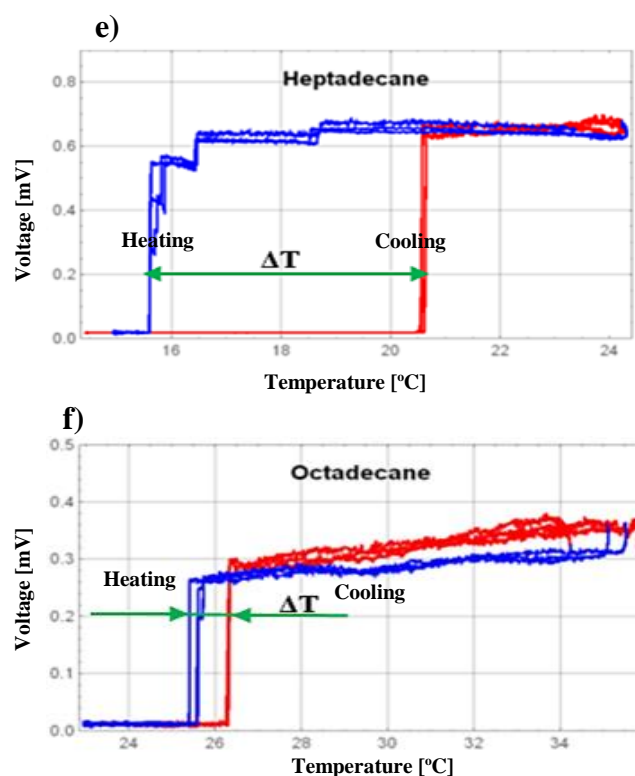 e)
Heptadecane
0.8
0.6
0.4
0.2
0.0
Voltage [mV]
Heating
Cooling
ΔT
16 18 20 22 24
Temperature [ºC]
f)
Octadecane
0.5
0.4
0.3
0.2
0.1
0.0
Voltage [mV]
Heating
Cooling
ΔT
24 26 28 30 32 34
Temperature [ºC]